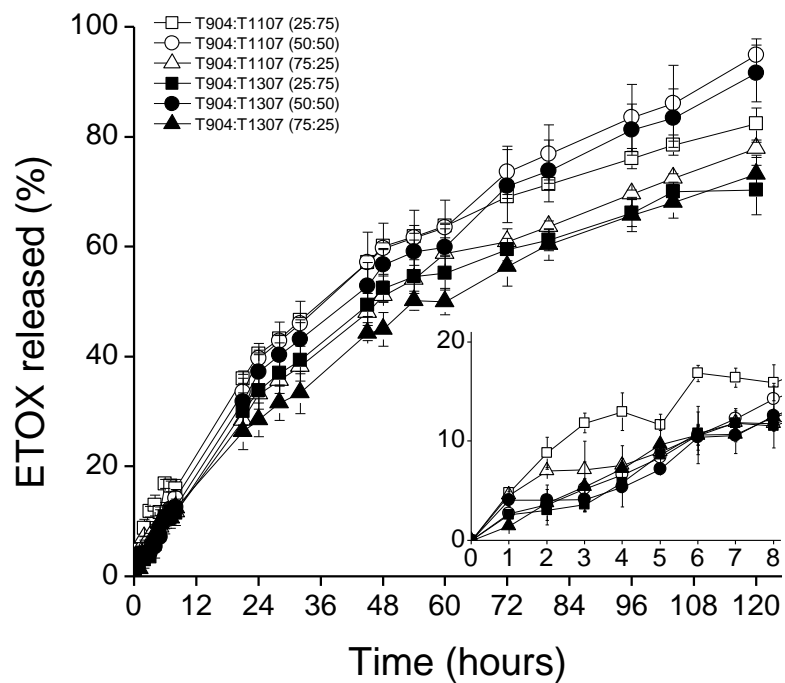 100
80
60
40
20
0
ETOX released (%)
T904:T1107 (25:75)
T904:T1107 (50:50)
T904:T1107 (75:25)
T904:T1307 (25:75)
T904:T1307 (50:50)
T904:T1307 (75:25)
20
10
0
0 1 2 3 4 5 6 7 8
0 12 24 36 48 60 72 84 96 108 120
Time (hours)